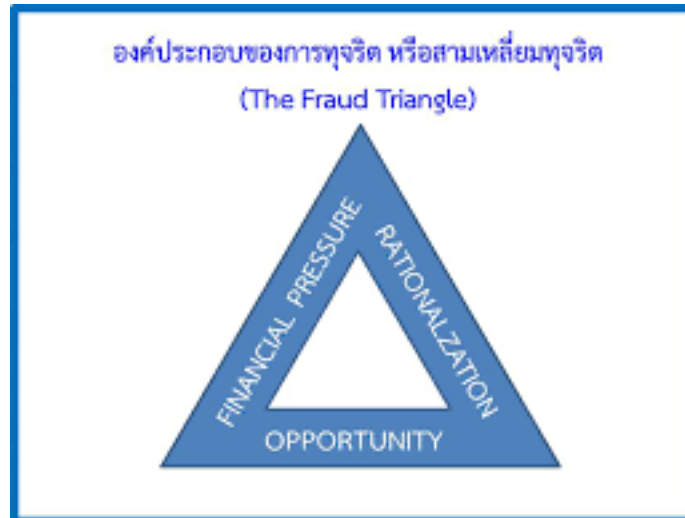 องค์ประกอบของการทุจริต หรือสามเหลี่ยมทุจริต
(The Fraud Triangle)
FINANCIAL PRESSURE
RATIONALZATION
OPPORTUNITY